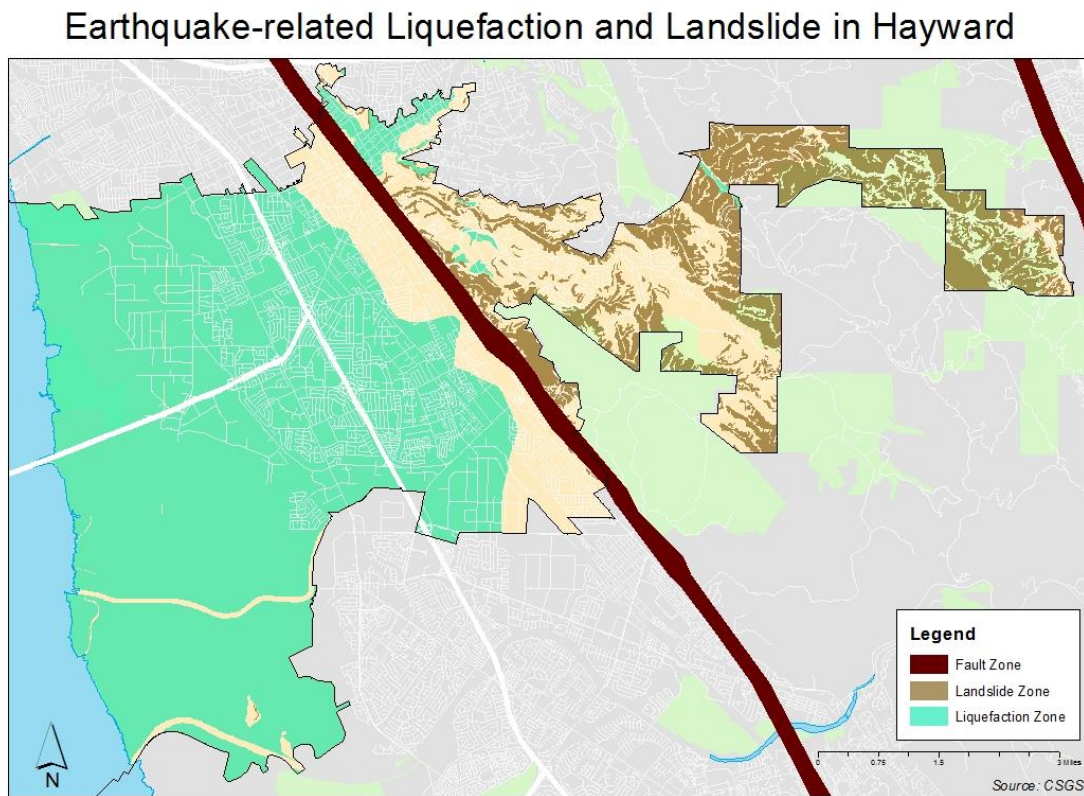 Earthquake-related Liquefaction and Landslide in Hayward
Legend
Fault Zone
Landslide Zone
Liquefaction Zone
N
0 0.75 1.5 3 Miles
Source: CSGS